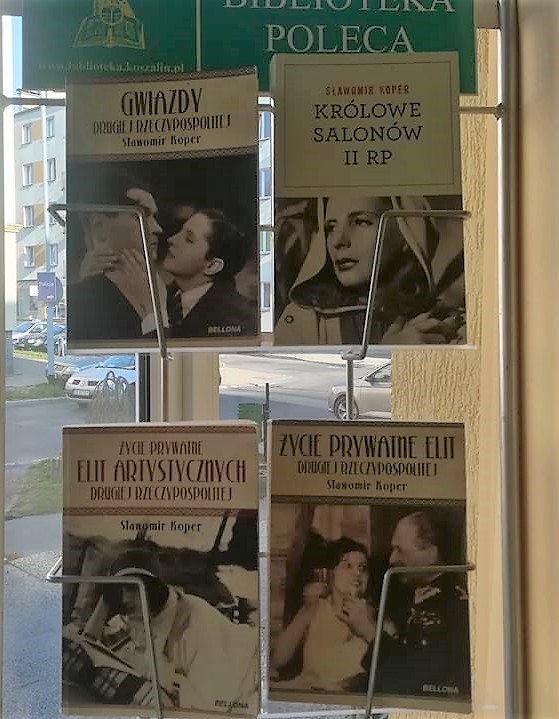 BIBLIOTEKA
POLECA
www.biblioteka.koszalin.pl
GWIAZDY
DRUGIEJ RZECZYPOSPOLITEJ
Sławomir Koper
BELLONA
SŁAWOMIR KOPER
KRÓLOWE
SALONÓW
II RP
Policja
ŻYCIE PRYWATNE
ELIT ARTYSTYCZNYCH
DRUGIEJ RZECZYPOSPOLITEJ
Sławomir Koper
BELLONA
ŻYCIE PRYWATNE ELIT
DRUGIEJ RZECZYPOSPOLITEJ
Sławomir Koper
BELLONA